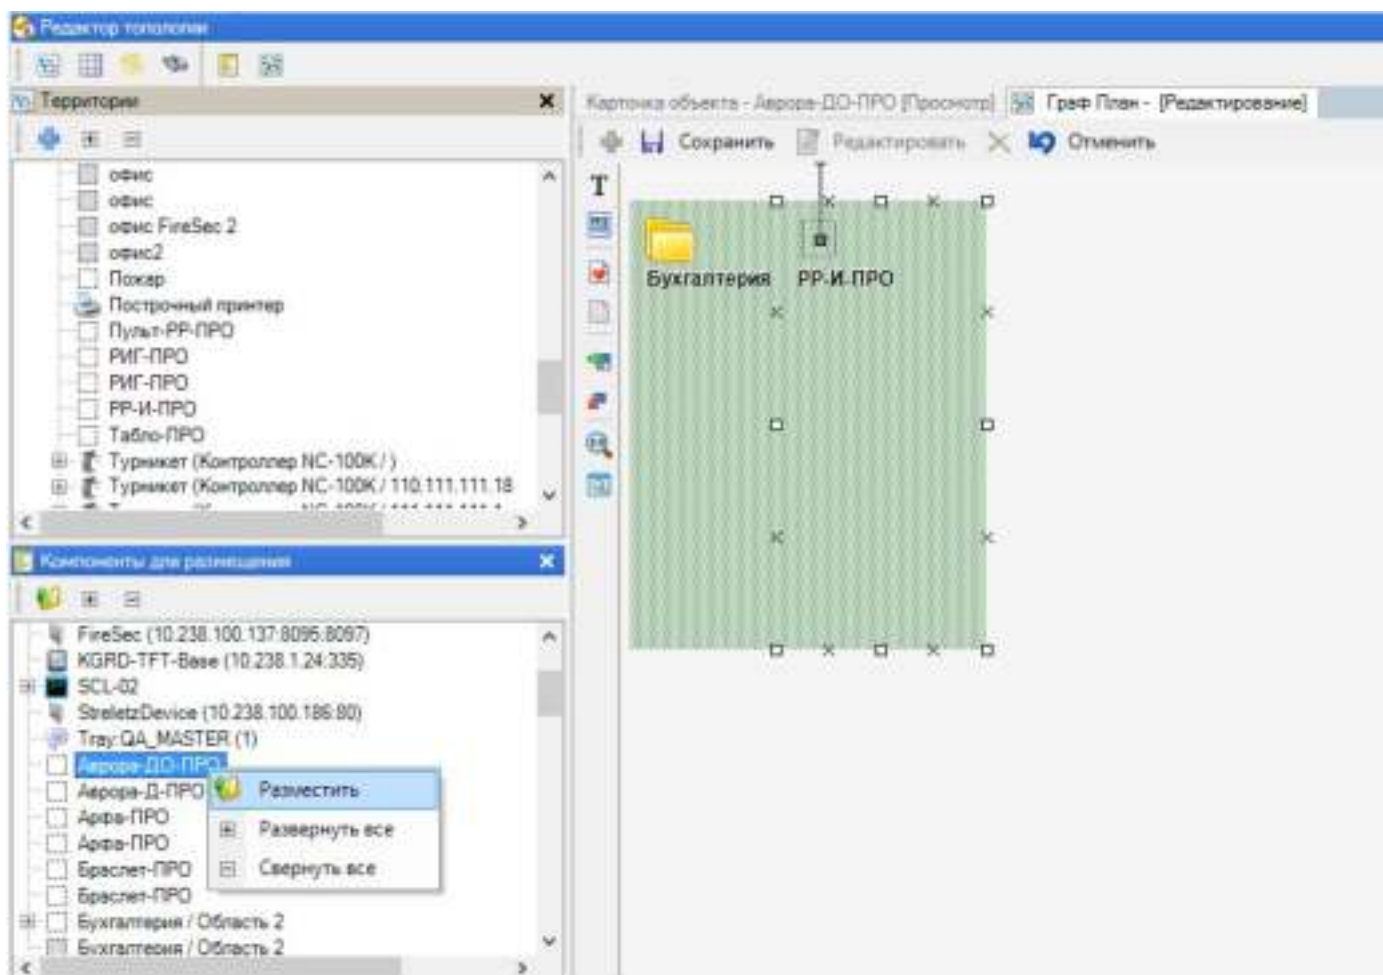 Редактор топологии
Территории
офис
офис
офис FireSec 2
офис2
Пожар
Построчный принтер
Пульт-РР-ПРО
РИГ-ПРО
РИГ-ПРО
РР-И-ПРО
Табло-ПРО
Турникет (Контроллер NC-100K / )
Турникет (Контроллер NC-100K / 110.111.111.18
Компоненты для размещения
FireSec (10.238.100.137:8095:8097)
KGRD-TFT-Base (10.238.1.24:335)
SCL-02
StreletzDevice (10.238.100.186:80)
Tray:QA_MASTER (1)
Аврора-ДО-ПРО
Аврора-Д-ПРО
Арфа-ПРО
Арфа-ПРО
Браслет-ПРО
Браслет-ПРО
Бухгалтерия / Область 2
Бухгалтерия / Область 2
Разместить
Развернуть все
Свернуть все
Карточка объекта - Аврора-ДО-ПРО [Просмотр]
Граф План - [Редактирование]
Сохранить
Редактировать
Отменить
T
Бухгалтерия
РР-И-ПРО